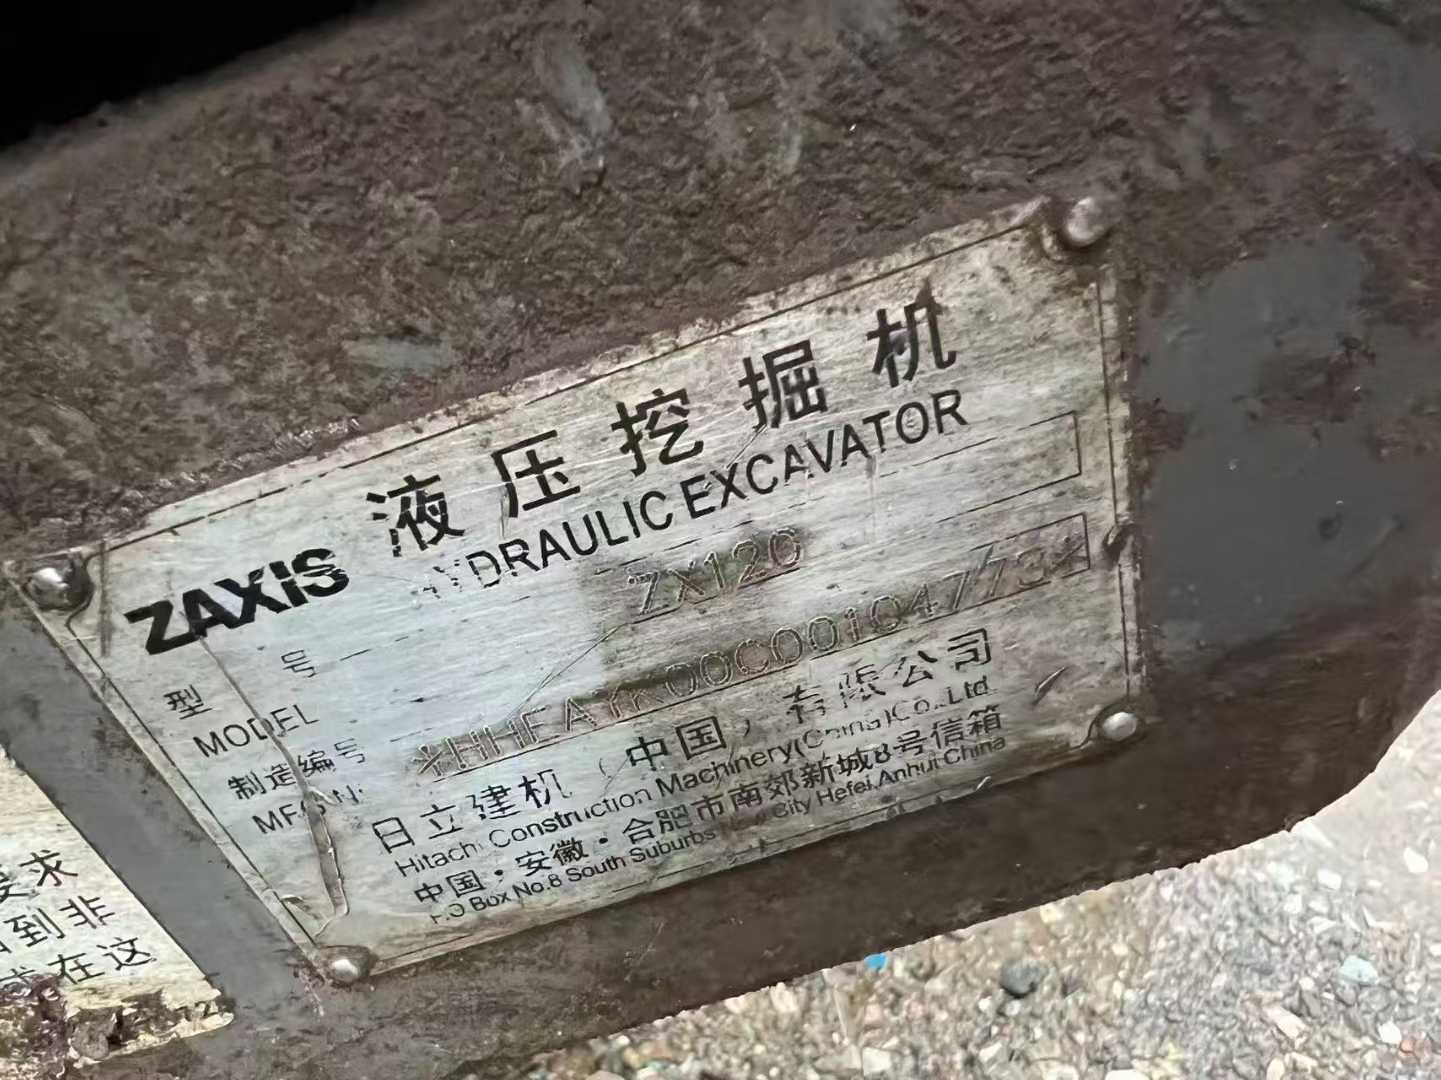 液压挖掘机
ZAXIS HYDRAULIC EXCAVATOR
型号 ZX120
MODEL
制造编号
日立建机(中国)有限公司
Hitachi Construction Machinery(China)Co.,Ltd.
中国·安徽·合肥市南郊新城8号信箱
P.O Box No.8 South Suburbs New City Hefei,Anhui China
要求
到非
在这